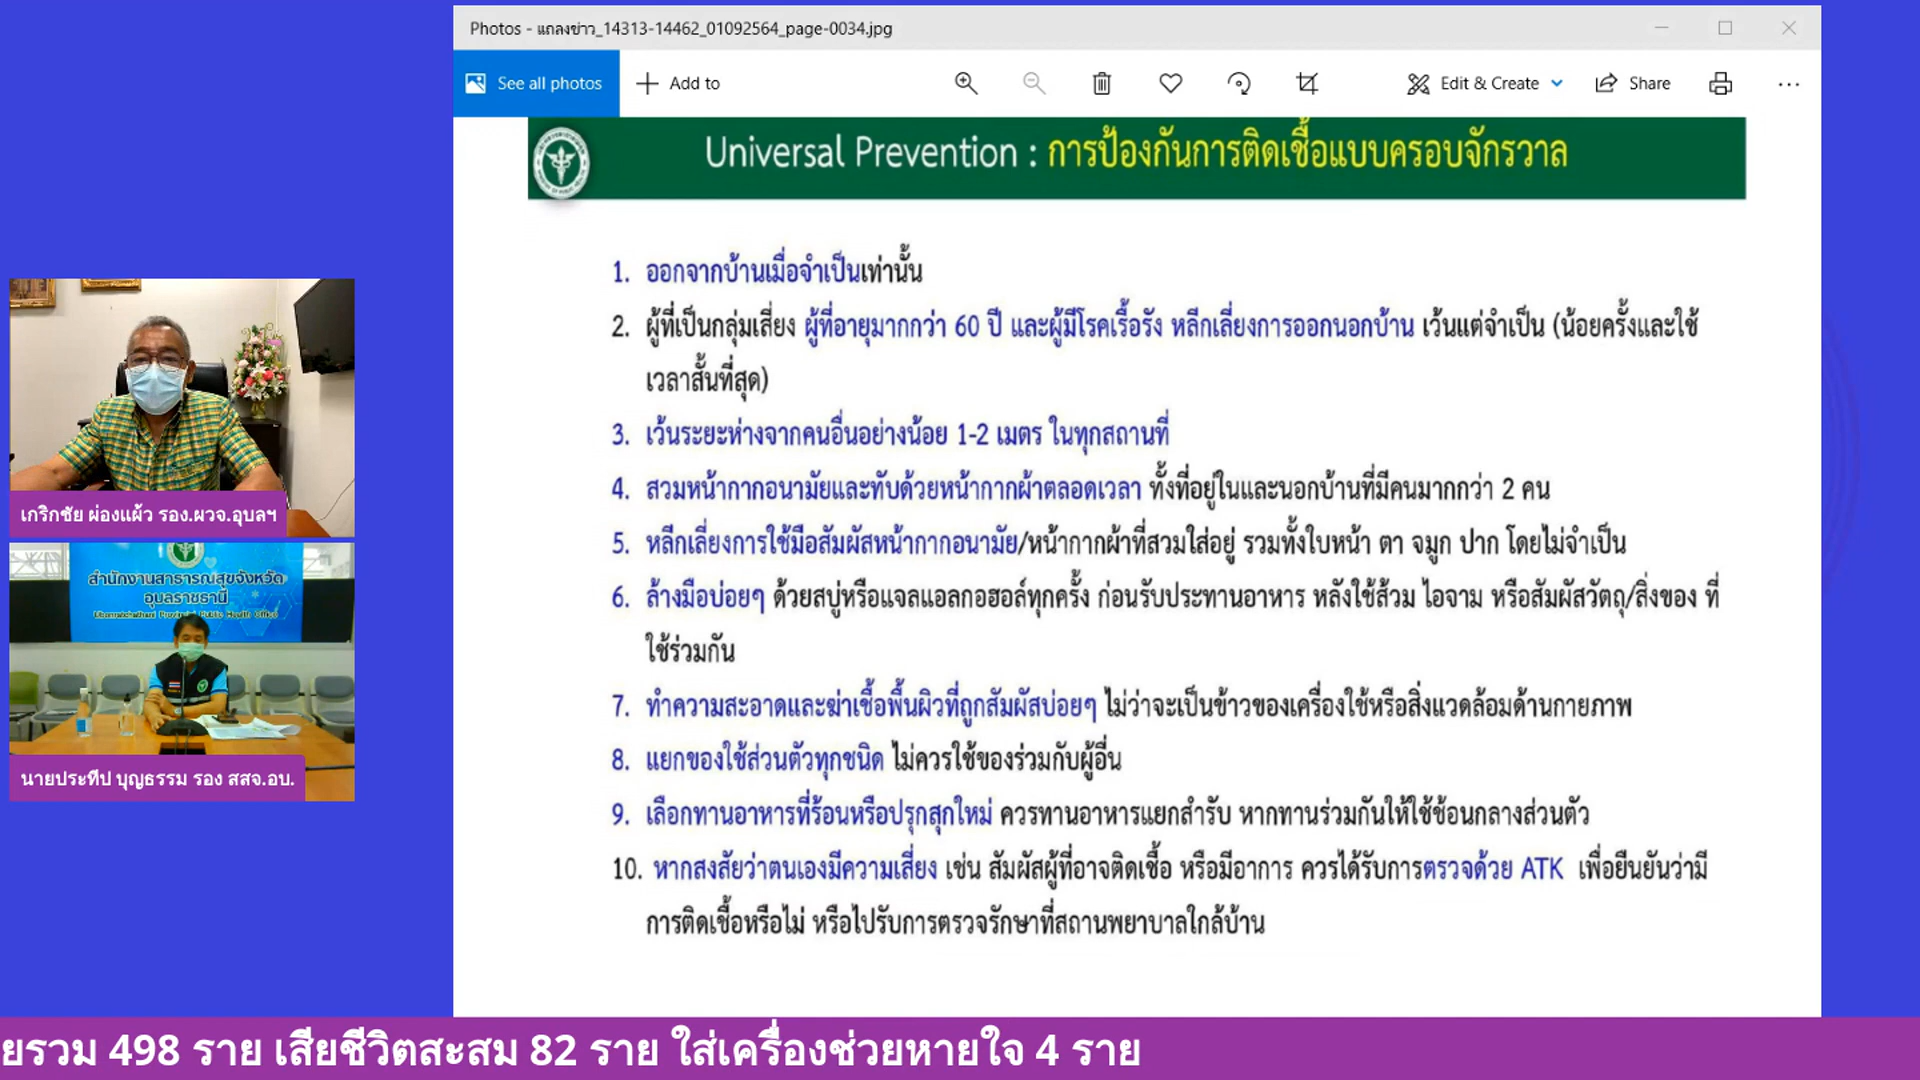 Photos - แถลงข่าว_14313-14462_01092564_page-0034.jpg
See all photos
Add to
Edit & Create
Share
Universal Prevention : การป้องกันการติดเชื้อแบบครอบจักรวาล
1. ออกจากบ้านเมื่อจำเป็นเท่านั้น
2. ผู้ที่เป็นกลุ่มเสี่ยง ผู้ที่อายุมากกว่า 60 ปี และผู้มีโรคเรื้อรัง หลีกเลี่ยงการออกนอกบ้าน เว้นแต่จำเป็น (น้อยครั้งและใช้
เวลาสั้นที่สุด)
3. เว้นระยะห่างจากคนอื่นอย่างน้อย 1-2 เมตร ในทุกสถานที่
4. สวมหน้ากากอนามัยและทับด้วยหน้ากากผ้าตลอดเวลา ทั้งที่อยู่ในและนอกบ้านที่มีคนมากกว่า 2 คน
5. หลีกเลี่ยงการใช้มือสัมผัสหน้ากากอนามัย/หน้ากากผ้าที่สวมใส่อยู่ รวมทั้งใบหน้า ตา จมูก ปาก โดยไม่จำเป็น
6. ล้างมือบ่อยๆ ด้วยสบู่หรือแจลแอลกอฮอล์ทุกครั้ง ก่อนรับประทานอาหาร หลังใช้ส้วม ไอจาม หรือสัมผัสวัตถุ/สิ่งของ ที่
ใช้ร่วมกัน
7. ทำความสะอาดและฆ่าเชื้อพื้นผิวที่ถูกสัมผัสบ่อยๆ ไม่ว่าจะเป็นข้าวของเครื่องใช้หรือสิ่งแวดล้อมด้านกายภาพ
8. แยกของใช้ส่วนตัวทุกชนิด ไม่ควรใช้ของร่วมกับผู้อื่น
9. เลือกทานอาหารที่ร้อนหรือปรุกสุกใหม่ ควรทานอาหารแยกสำรับ หากทานร่วมกันให้ใช้ช้อนกลางส่วนตัว
10. หากสงสัยว่าตนเองมีความเสี่ยง เช่น สัมผัสผู้ที่อาจติดเชื้อ หรือมีอาการ ควรได้รับการตรวจด้วย ATK เพื่อยืนยันว่ามี
การติดเชื้อหรือไม่ หรือไปรับการตรวจรักษาที่สถานพยาบาลใกล้บ้าน
เกริกชัย ผ่องแผ้ว รอง.ผวจ.อุบลฯ
สำนักงานสาธารณสุขจังหวัด
อุบลราชธานี
Provincial Public Health Office
นายประทีป บุญธรรม รอง สสจ.อบ.
ยรวม 498 ราย เสียชีวิตสะสม 82 ราย ใส่เครื่องช่วยหายใจ 4 ราย